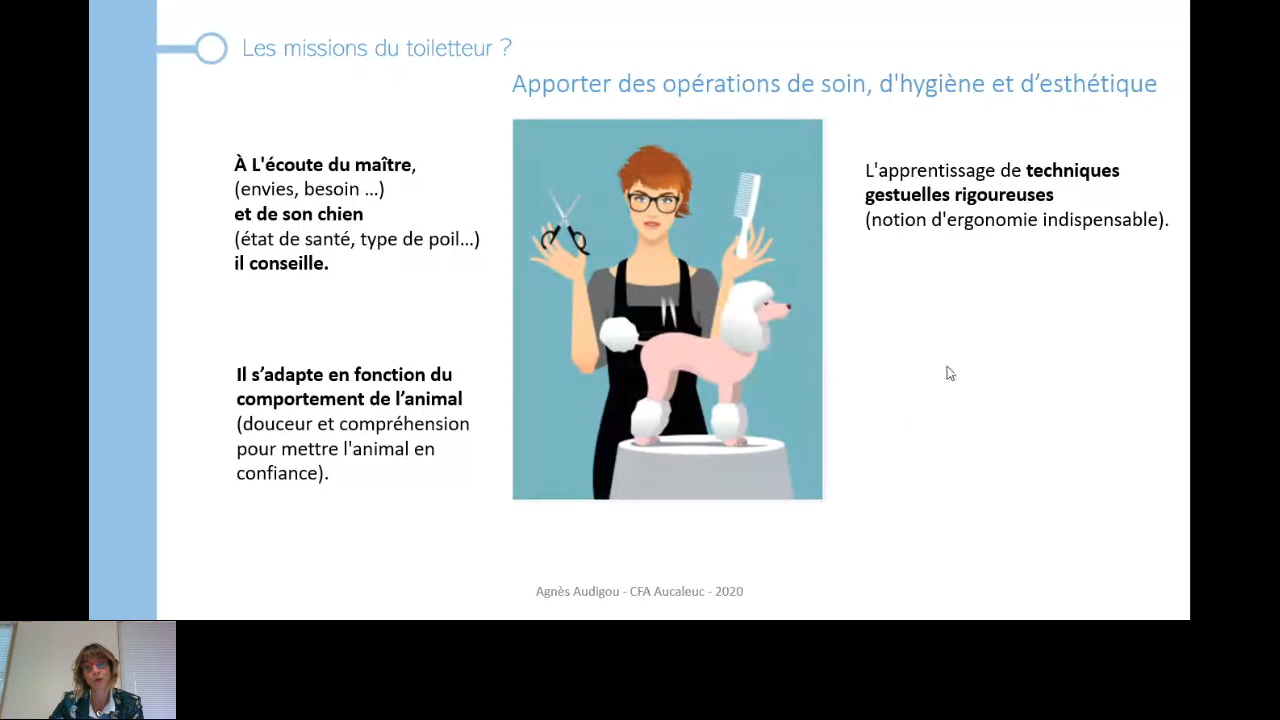 Les missions du toiletteur ?
Apporter des opérations de soin, d'hygiène et d’esthétique
À L'écoute du maître,
(envies, besoin ...)
et de son chien
(état de santé, type de poil...)
il conseille.
Il s’adapte en fonction du
comportement de l’animal
(douceur et compréhension
pour mettre l'animal en
confiance).
L'apprentissage de techniques
gestuelles rigoureuses
(notion d'ergonomie indispensable).
Agnès Audigou - CFA Aucaleuc - 2020